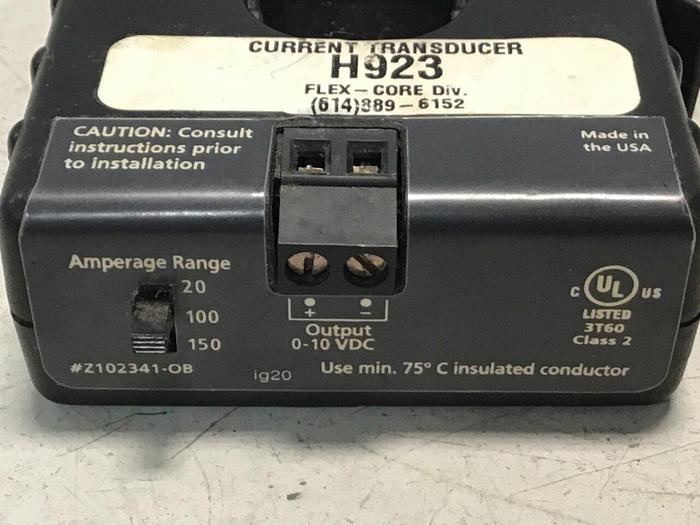 CURRENT TRANSDUCER
H923
FLEX-CORE Div.
(614)889-6152
CAUTION: Consult
instructions prior
to installation
Made in
the USA
Amperage Range
20
100
150
+ -
Output
0-10 VDC
C UL US
LISTED
3T60
Class 2
#Z102341-OB
ig20
Use min. 75° C insulated conductor